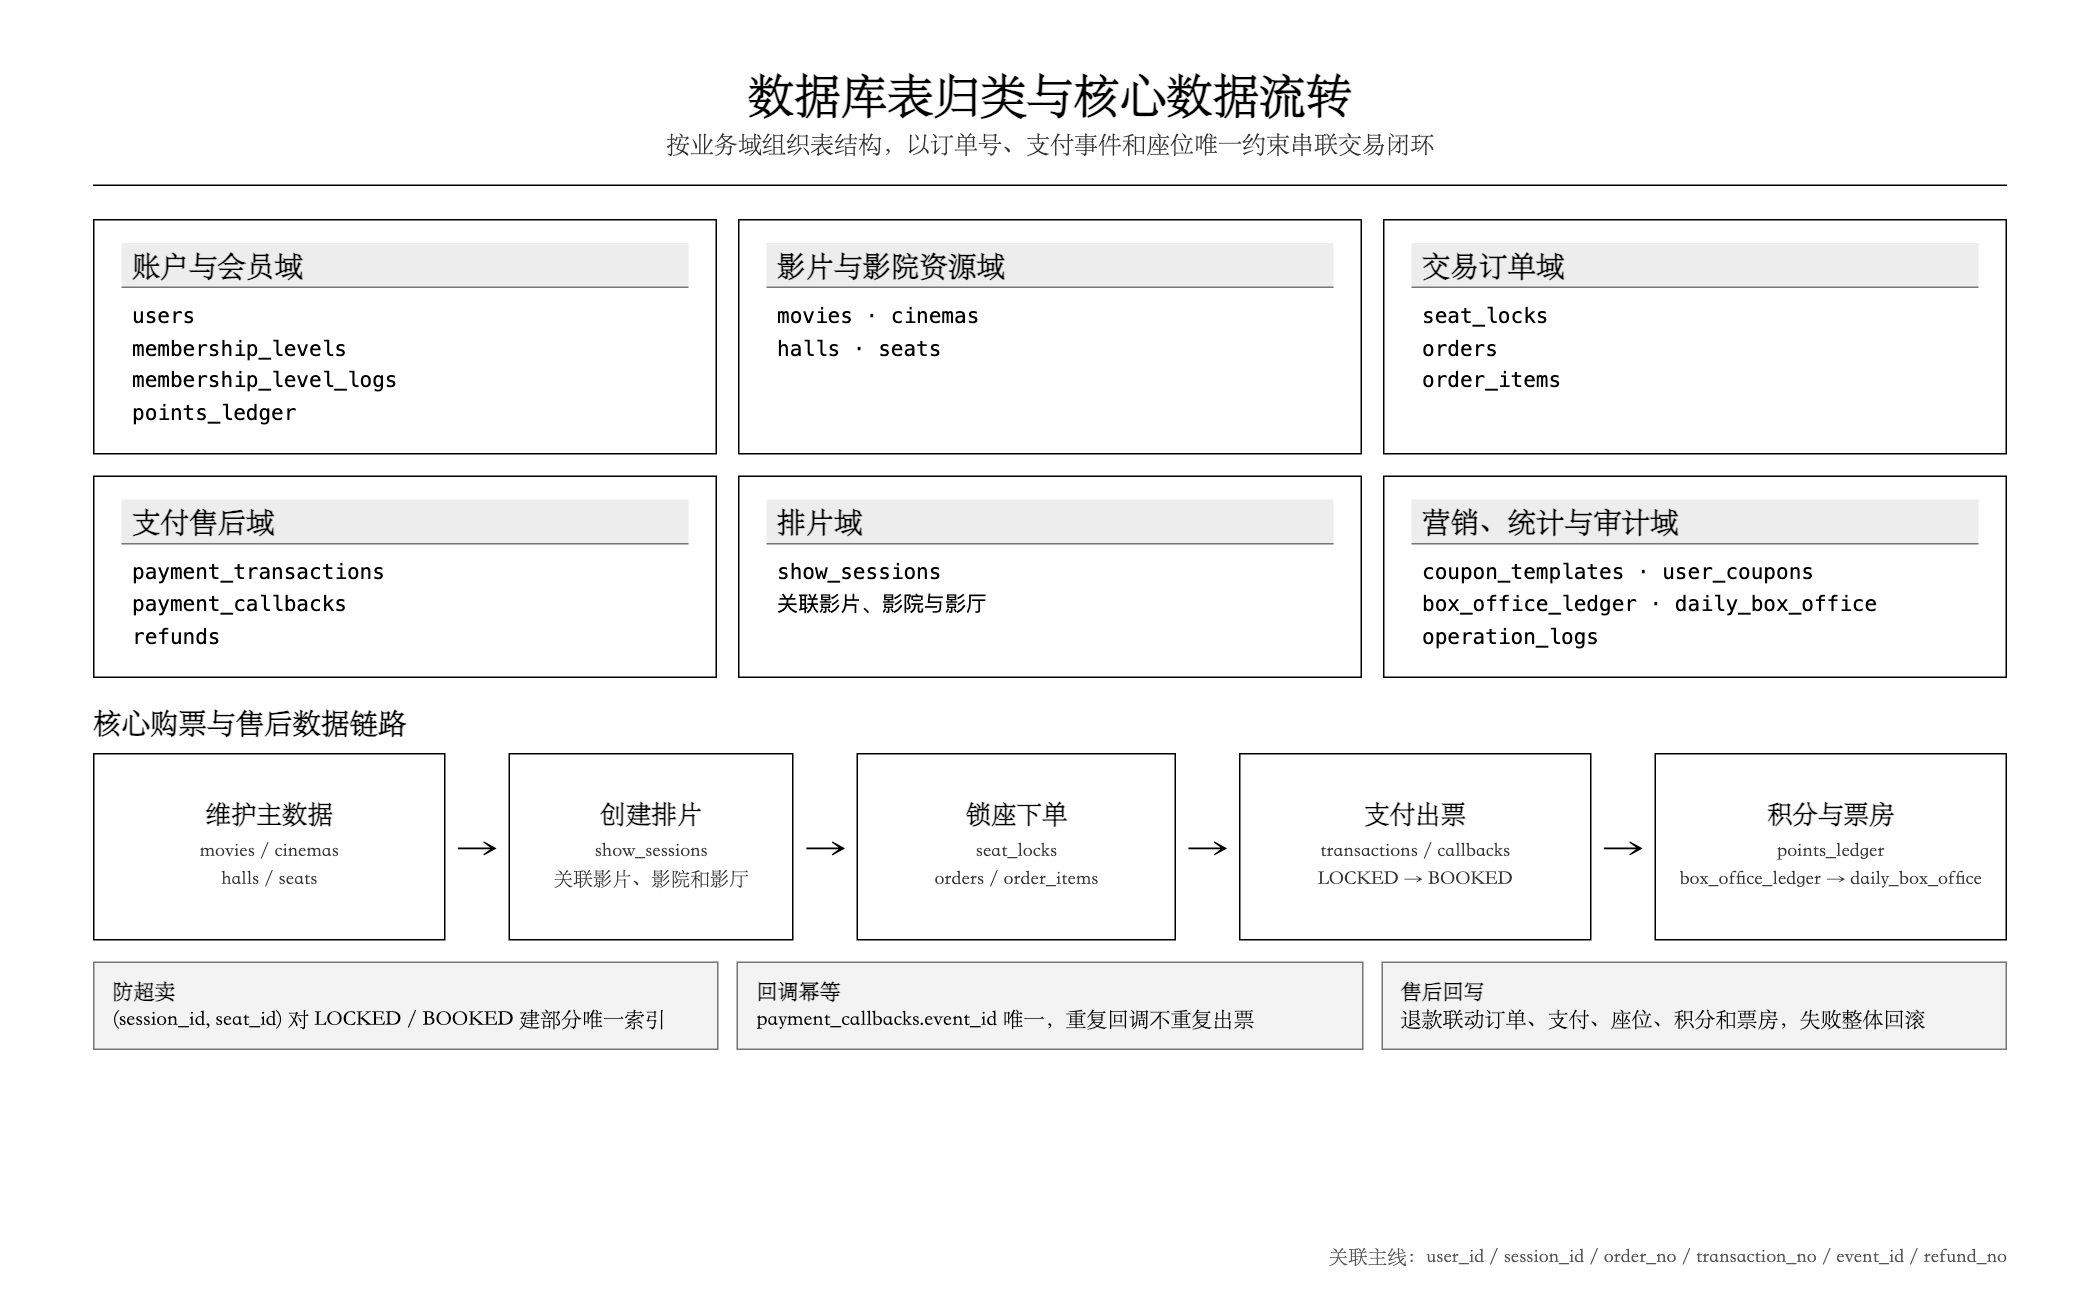 数据库表归类与核心数据流转
按业务域组织表结构，以订单号、支付事件和座位唯一约束串联交易闭环
账户与会员域
users
membership_levels
membership_level_logs
points_ledger
影片与影院资源域
movies · cinemas
halls · seats
交易订单域
seat_locks
orders
order_items
支付售后域
payment_transactions
payment_callbacks
refunds
排片域
show_sessions
关联影片、影院与影厅
营销、统计与审计域
coupon_templates · user_coupons
box_office_ledger · daily_box_office
operation_logs
核心购票与售后数据链路
维护主数据
movies / cinemas
halls / seats
创建排片
show_sessions
关联影片、影院和影厅
锁座下单
seat_locks
orders / order_items
支付出票
transactions / callbacks
LOCKED → BOOKED
积分与票房
points_ledger
box_office_ledger → daily_box_office
防超卖
(session_id, seat_id) 对 LOCKED / BOOKED 建部分唯一索引
回调幂等
payment_callbacks.event_id 唯一，重复回调不重复出票
售后回写
退款联动订单、支付、座位、积分和票房，失败整体回滚
关联主线：user_id / session_id / order_no / transaction_no / event_id / refund_no